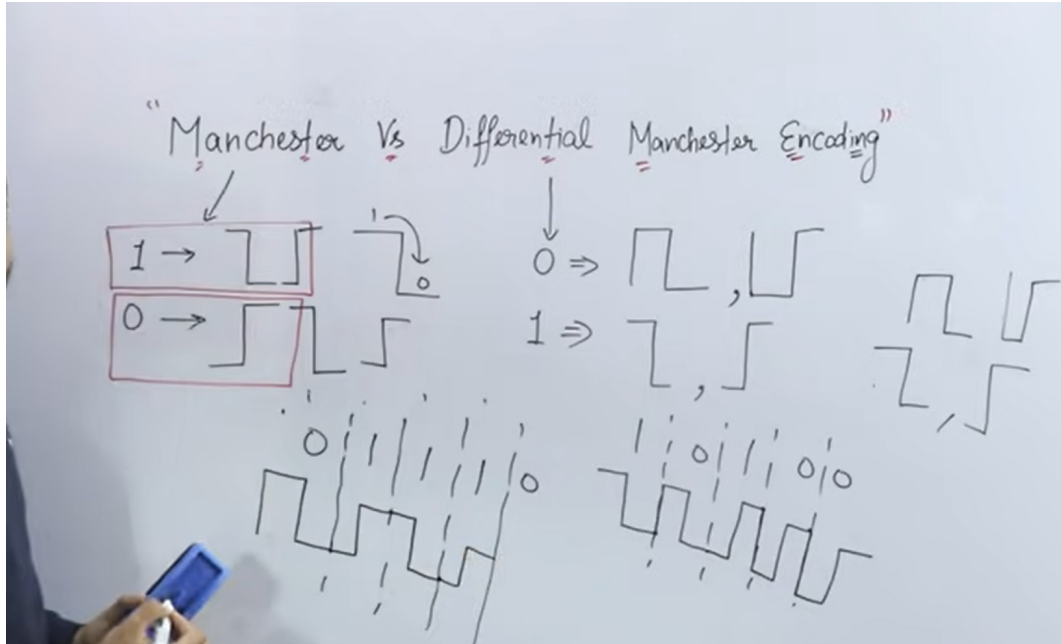 "Manchester Vs Differential Manchester Encoding"
1 → 1 0
0 →
0 ⇒ ,
1 ⇒ ,
,
0 1 1 1 0
1 0 1 0 0